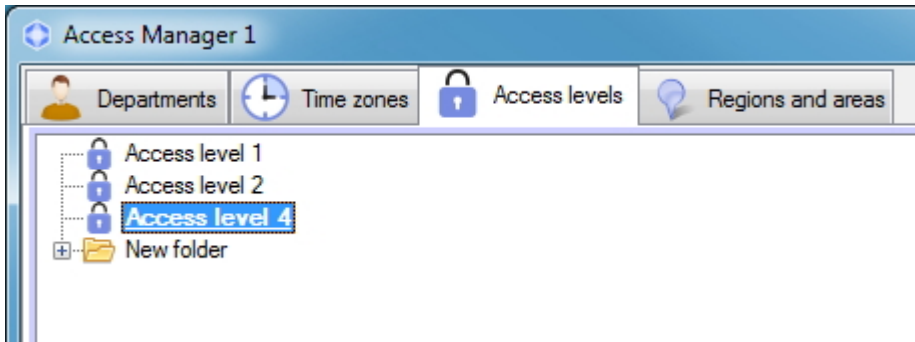 Access Manager 1
Departments Time zones Access levels Regions and areas
Access level 1
Access level 2
Access level 4
New folder